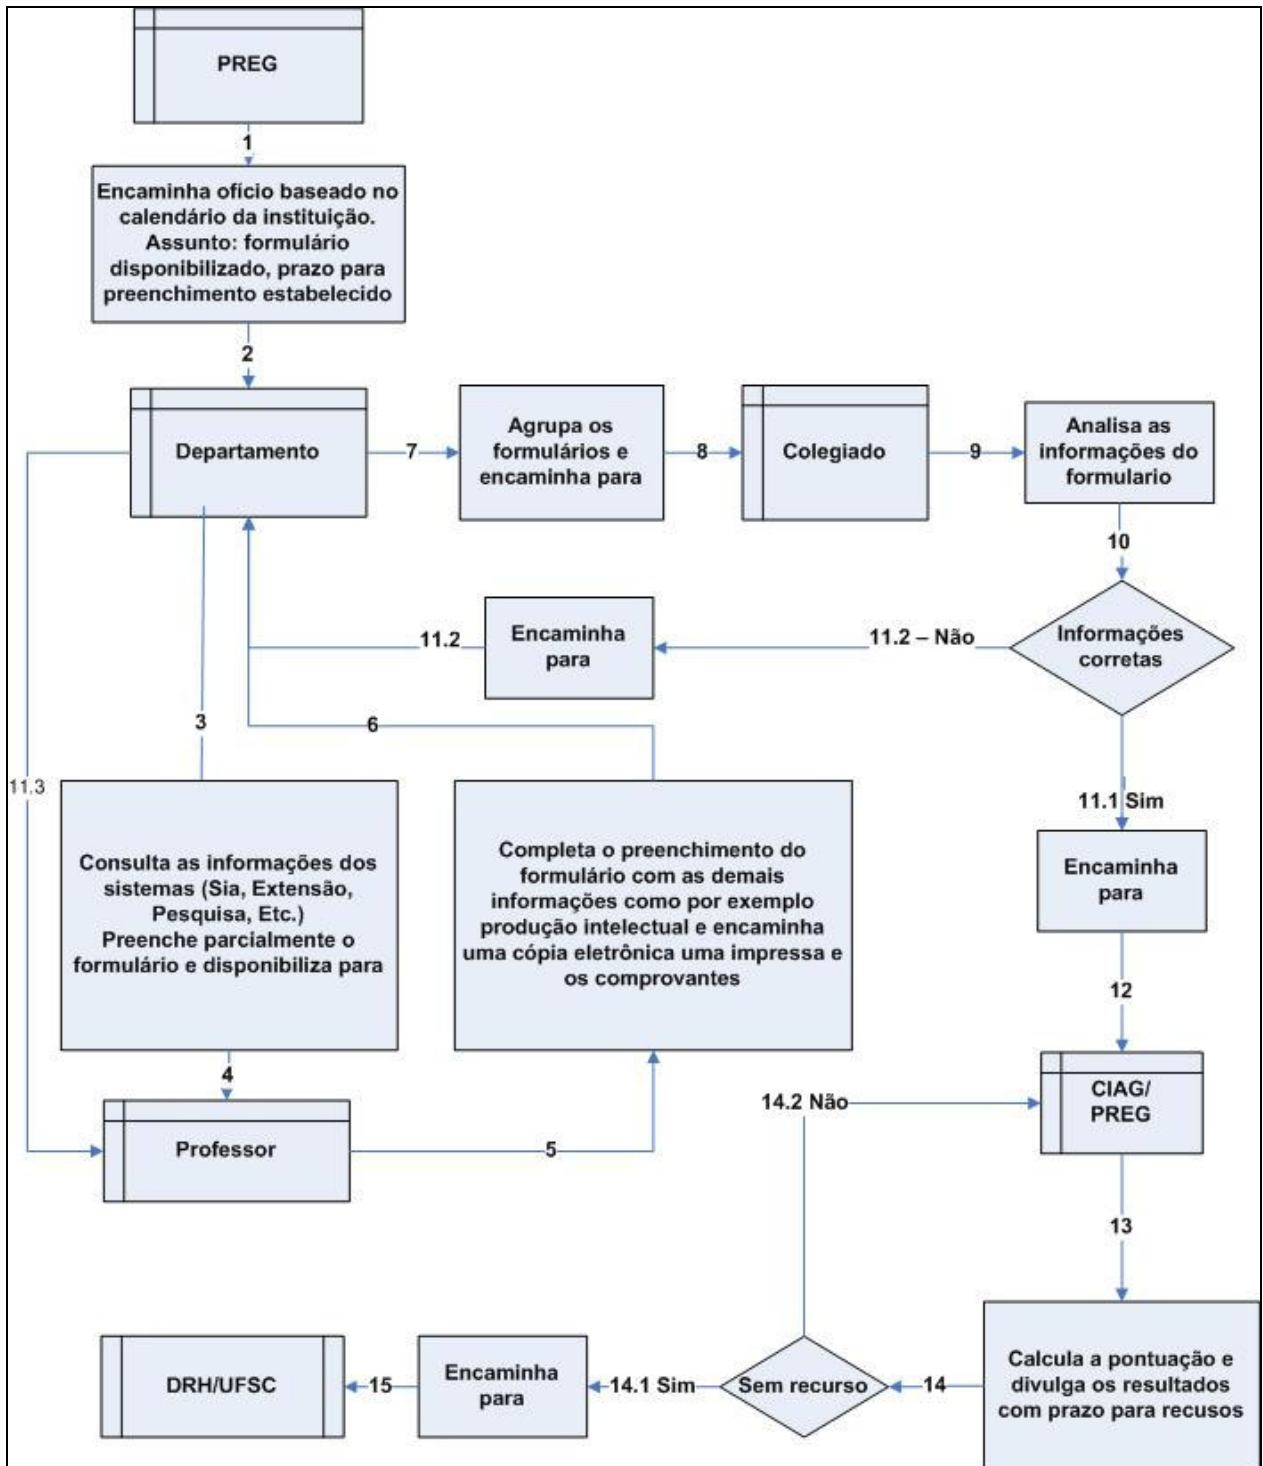 PREG
1
Encaminha ofício baseado no
calendário da instituição.
Assunto: formulário
disponibilizado, prazo para
preenchimento estabelecido
2
Departamento
7
Agrupa os
formulários e
encaminha para
8
Colegiado
9
Analisa as
informações do
formulario
10
Informações
corretas
11.2 – Não
Encaminha
para
11.2
3
6
11.3
11.1 Sim
Consulta as informações dos
sistemas (Sia, Extensão,
Pesquisa, Etc.)
Preenche parcialmente o
formulário e disponibiliza para
Completa o preenchimento do
formulário com as demais
informações como por exemplo
produção intelectual e encaminha
uma cópia eletrônica uma impressa e
os comprovantes
Encaminha
para
12
4
Professor
5
14.2 Não
CIAG/
PREG
13
Calcula a pontuação e
divulga os resultados
com prazo para recusos
14
Sem recurso
14.1 Sim
Encaminha
para
15
DRH/UFSC